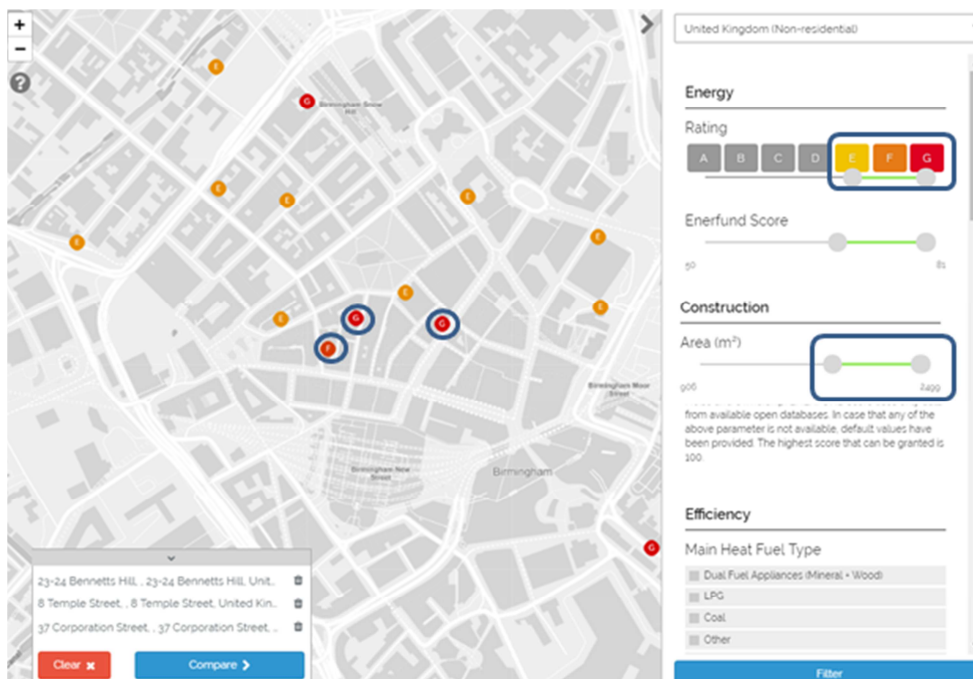 +
−
?
E
G
Birmingham Snow
Hill
E
E
E
E
E
E
E
E
G
G
F
E
Birmingham Moor
Street
Birmingham New
Street
Birmingham
G
23-24 Bennetts Hill, , 23-24 Bennetts Hill, Unit...
8 Temple Street, , 8 Temple Street, United Kin...
37 Corporation Street, , 37 Corporation Street, ...
Clear ✖
Compare ❯
United Kingdom (Non-residential)
Energy
Rating
A B C D E F G
Enerfund Score
50 81
Construction
Area (m²)
906 2499
from available open databases. In case that any of the
above parameter is not available, default values have
been provided. The highest score that can be granted is
100.
Efficiency
Main Heat Fuel Type
Dual Fuel Appliances (Mineral + Wood)
LPG
Coal
Other
Filter